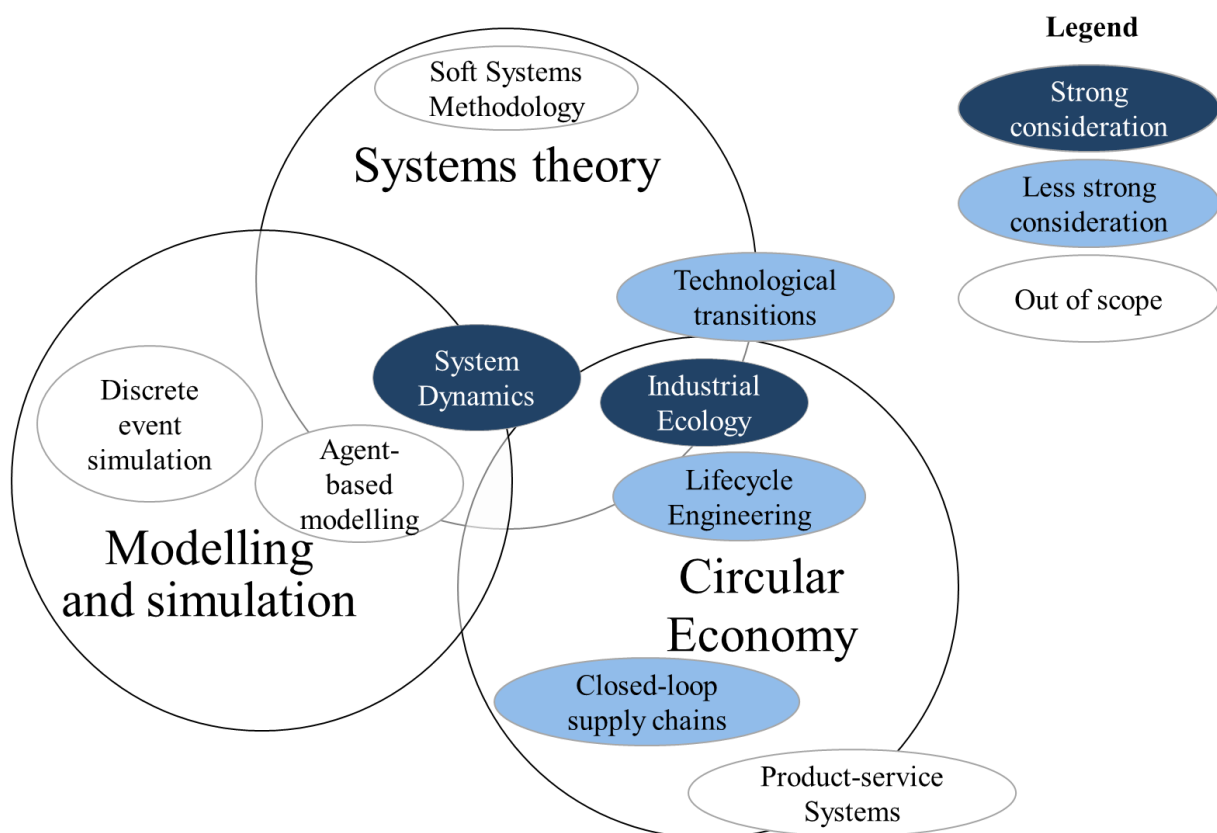 Legend
Strong
consideration
Less strong
consideration
Out of scope
Soft Systems
Methodology
Systems theory
Technological
transitions
System
Dynamics
Industrial
Ecology
Discrete
event
simulation
Agent-
based
modelling
Lifecycle
Engineering
Modelling
and simulation
Circular
Economy
Closed-loop
supply chains
Product-service
Systems